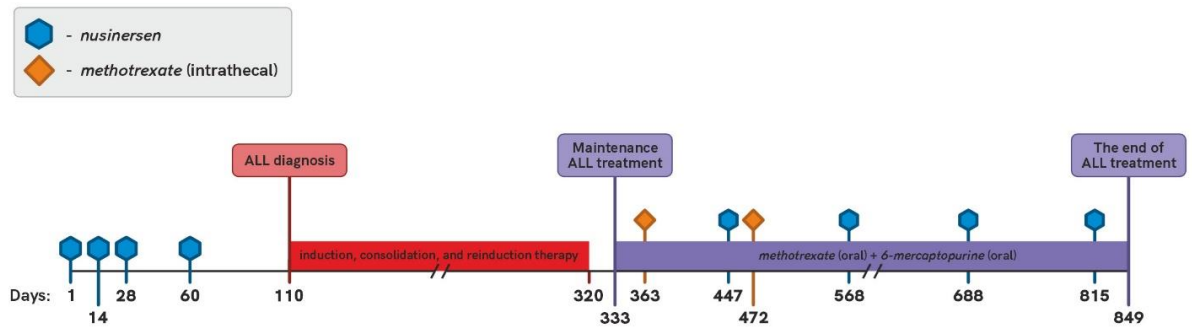 - nusinersen
- methotrexate (intrathecal)
ALL diagnosis
Maintenance
ALL treatment
The end of
ALL treatment
induction, consolidation, and reinduction therapy
methotrexate (oral) + 6-mercaptopurine (oral)
Days: 1 28 60 110 320 363 447 568 688 815
14 333 472 849